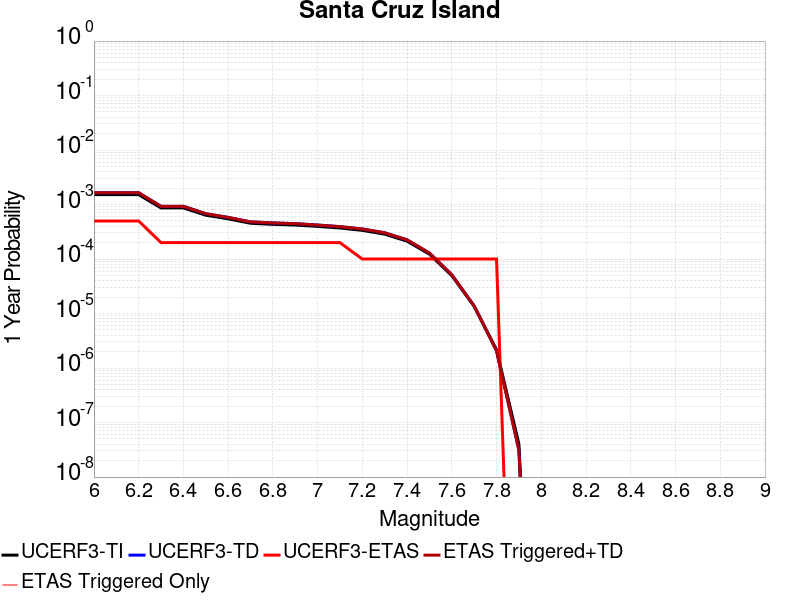 Santa Cruz Island
10^0
10^-1
10^-2
10^-3
10^-4
10^-5
10^-6
10^-7
10^-8
1 Year Probability
6 6.2 6.4 6.6 6.8 7 7.2 7.4 7.6 7.8 8 8.2 8.4 8.6 8.8 9
Magnitude
UCERF3-TI UCERF3-TD UCERF3-ETAS ETAS Triggered+TD
ETAS Triggered Only